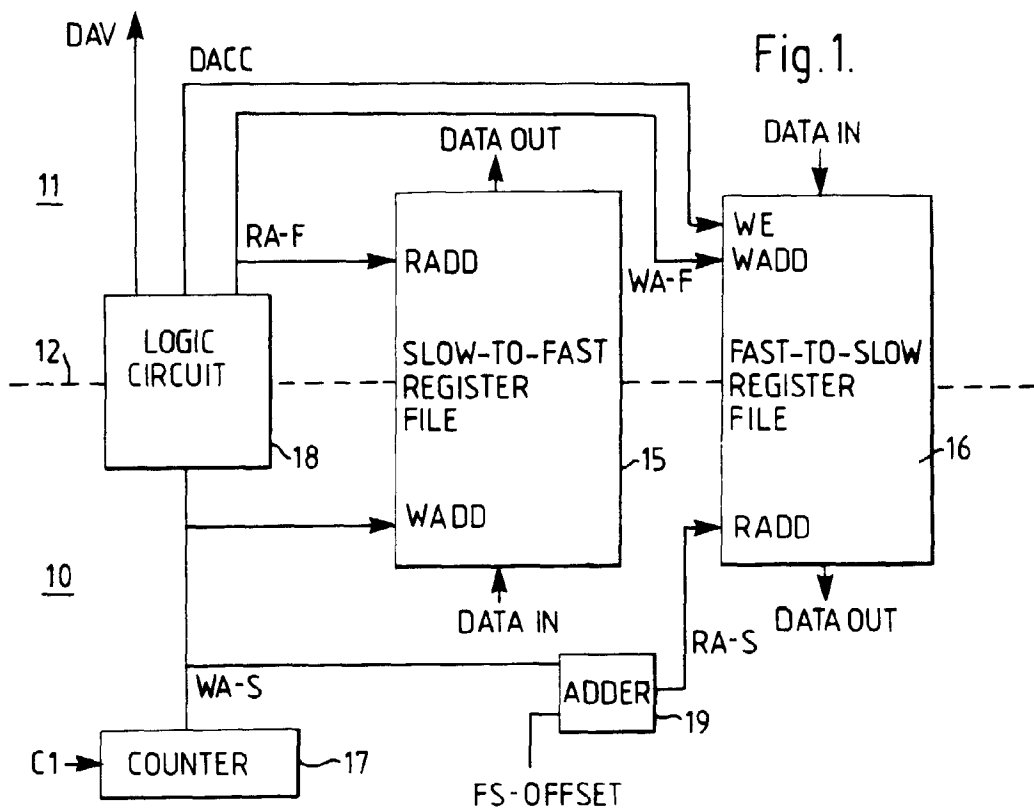 DAV
DACC
Fig.1.
DATA OUT
DATA IN
11
RA-F
RADD
WE
WADD
WA-F
12
LOGIC
CIRCUIT
SLOW-TO-FAST
REGISTER
FILE
FAST-TO-SLOW
REGISTER
FILE
18
15
16
WADD
RADD
10
DATA IN
DATA OUT
RA-S
WA-S
ADDER
19
C1
COUNTER
17
FS-OFFSET